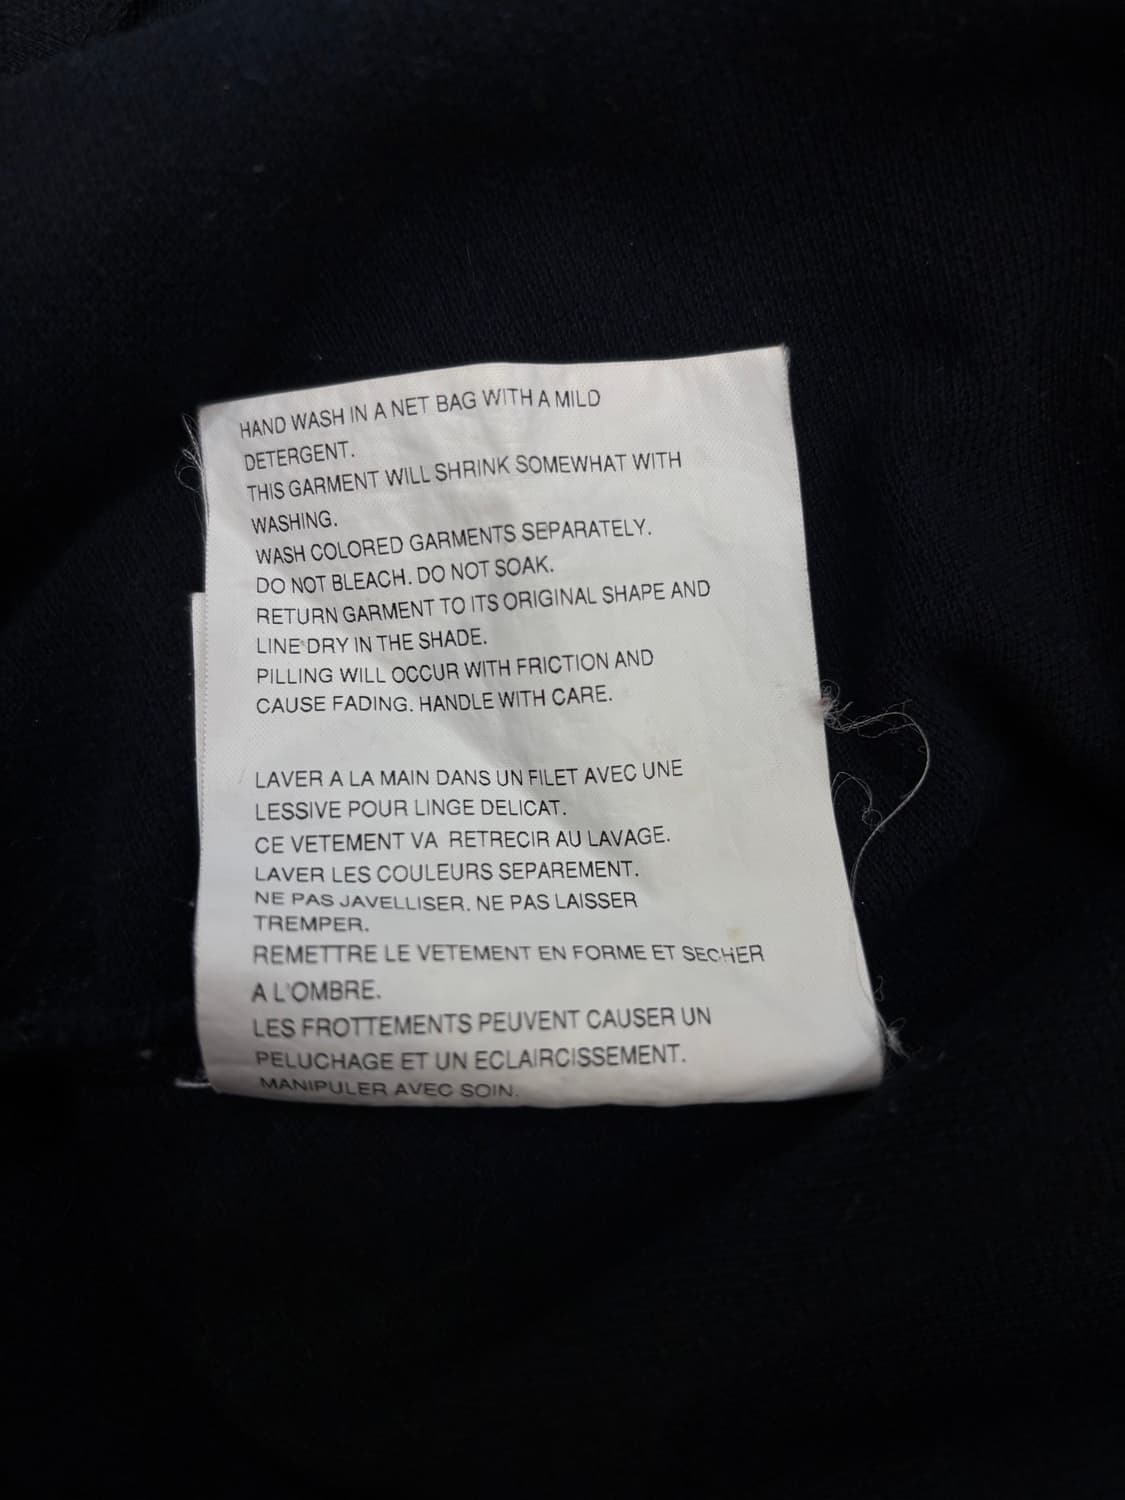 HAND WASH IN A NET BAG WITH A MILD
DETERGENT.
THIS GARMENT WILL SHRINK SOMEWHAT WITH
WASHING.
WASH COLORED GARMENTS SEPARATELY.
DO NOT BLEACH. DO NOT SOAK.
RETURN GARMENT TO ITS ORIGINAL SHAPE AND
LINE DRY IN THE SHADE.
PILLING WILL OCCUR WITH FRICTION AND
CAUSE FADING. HANDLE WITH CARE.
LAVER A LA MAIN DANS UN FILET AVEC UNE
LESSIVE POUR LINGE DELICAT.
CE VETEMENT VA RETRECIR AU LAVAGE.
LAVER LES COULEURS SEPAREMENT.
NE PAS JAVELLISER. NE PAS LAISSER
TREMPER.
REMETTRE LE VETEMENT EN FORME ET SECHER
A L'OMBRE.
LES FROTTEMENTS PEUVENT CAUSER UN
PELUCHAGE ET UN ECLAIRCISSEMENT.
MANIPULER AVEC SOIN.